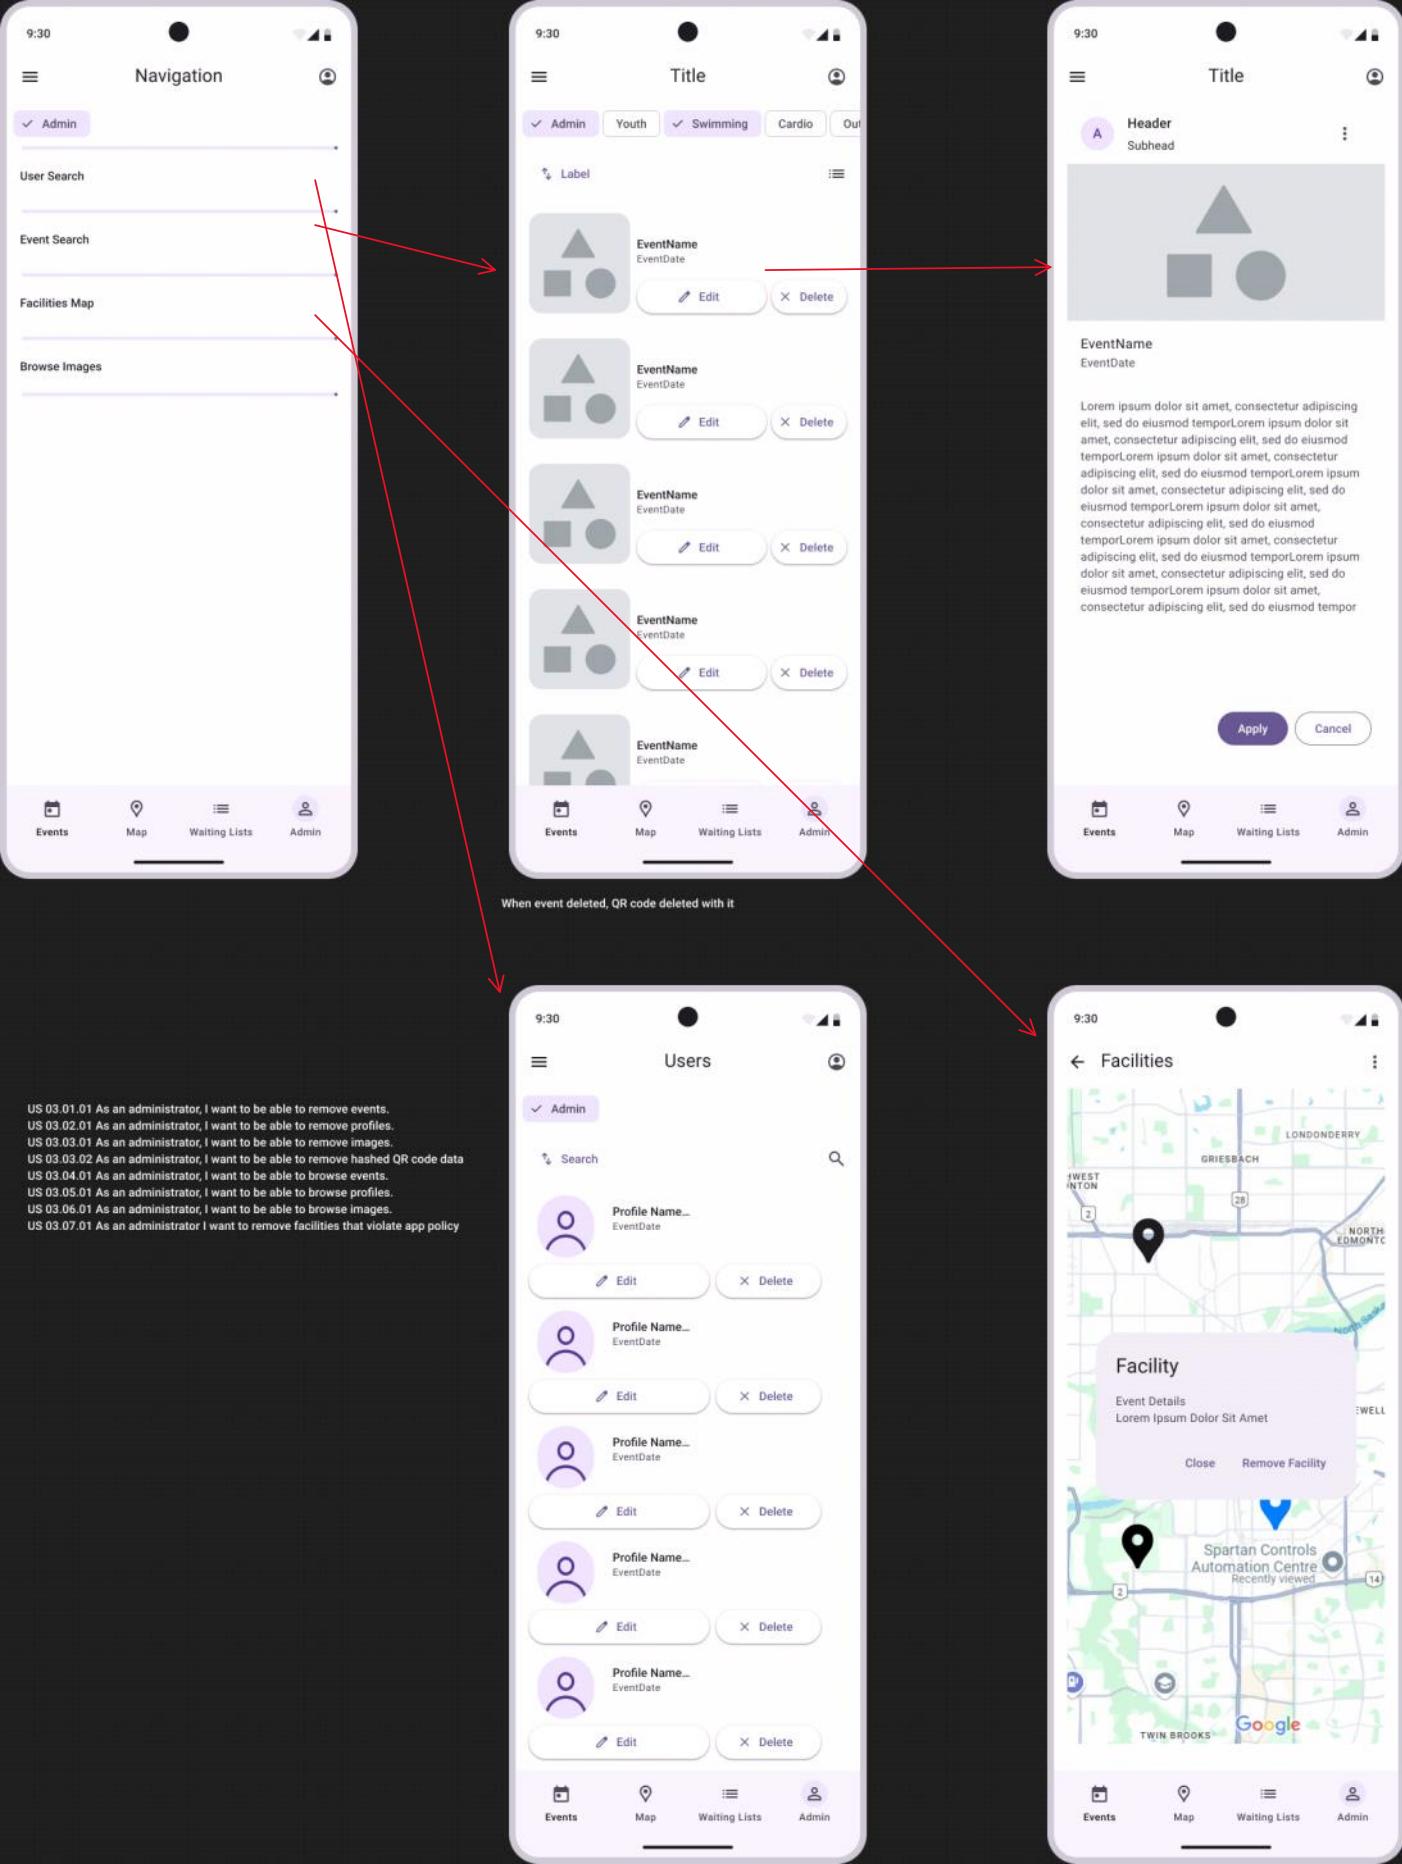 9:30
Navigation
Admin
User Search
Event Search
Facilities Map
Browse Images
Events Map Waiting Lists Admin
9:30
Title
Admin Youth Swimming Cardio Out
Label
EventName
EventDate
Edit Delete
EventName
EventDate
Edit Delete
EventName
EventDate
Edit Delete
EventName
EventDate
Edit Delete
EventName
EventDate
Events Map Waiting Lists Admin
When event deleted, QR code deleted with it
9:30
Title
A
Header
Subhead
EventName
EventDate
Lorem ipsum dolor sit amet, consectetur adipiscing
elit, sed do eiusmod temporLorem ipsum dolor sit
amet, consectetur adipiscing elit, sed do eiusmod
temporLorem ipsum dolor sit amet, consectetur
adipiscing elit, sed do eiusmod temporLorem ipsum
dolor sit amet, consectetur adipiscing elit, sed do
eiusmod temporLorem ipsum dolor sit amet,
consectetur adipiscing elit, sed do eiusmod
temporLorem ipsum dolor sit amet, consectetur
adipiscing elit, sed do eiusmod temporLorem ipsum
dolor sit amet, consectetur adipiscing elit, sed do
eiusmod temporLorem ipsum dolor sit amet,
consectetur adipiscing elit, sed do eiusmod tempor
Apply Cancel
Events Map Waiting Lists Admin
US 03.01.01 As an administrator, I want to be able to remove events.
US 03.02.01 As an administrator, I want to be able to remove profiles.
US 03.03.01 As an administrator, I want to be able to remove images.
US 03.03.02 As an administrator, I want to be able to remove hashed QR code data
US 03.04.01 As an administrator, I want to be able to browse events.
US 03.05.01 As an administrator, I want to be able to browse profiles.
US 03.06.01 As an administrator, I want to be able to browse images.
US 03.07.01 As an administrator I want to remove facilities that violate app policy
9:30
Users
Admin
Search
Profile Name...
EventDate
Edit Delete
Profile Name...
EventDate
Edit Delete
Profile Name...
EventDate
Edit Delete
Profile Name...
EventDate
Edit Delete
Profile Name...
EventDate
Edit Delete
Events Map Waiting Lists Admin
9:30
Facilities
LONDONDERRY
GRIESBACH
HWEST
NTON
28
2
NORTH
EDMONTC
North Saska
Facility
Event Details
Lorem Ipsum Dolor Sit Amet
EWELL
Close Remove Facility
Spartan Controls
Automation Centre
Recently viewed
14
2
Google
TWIN BROOKS
Events Map Waiting Lists Admin